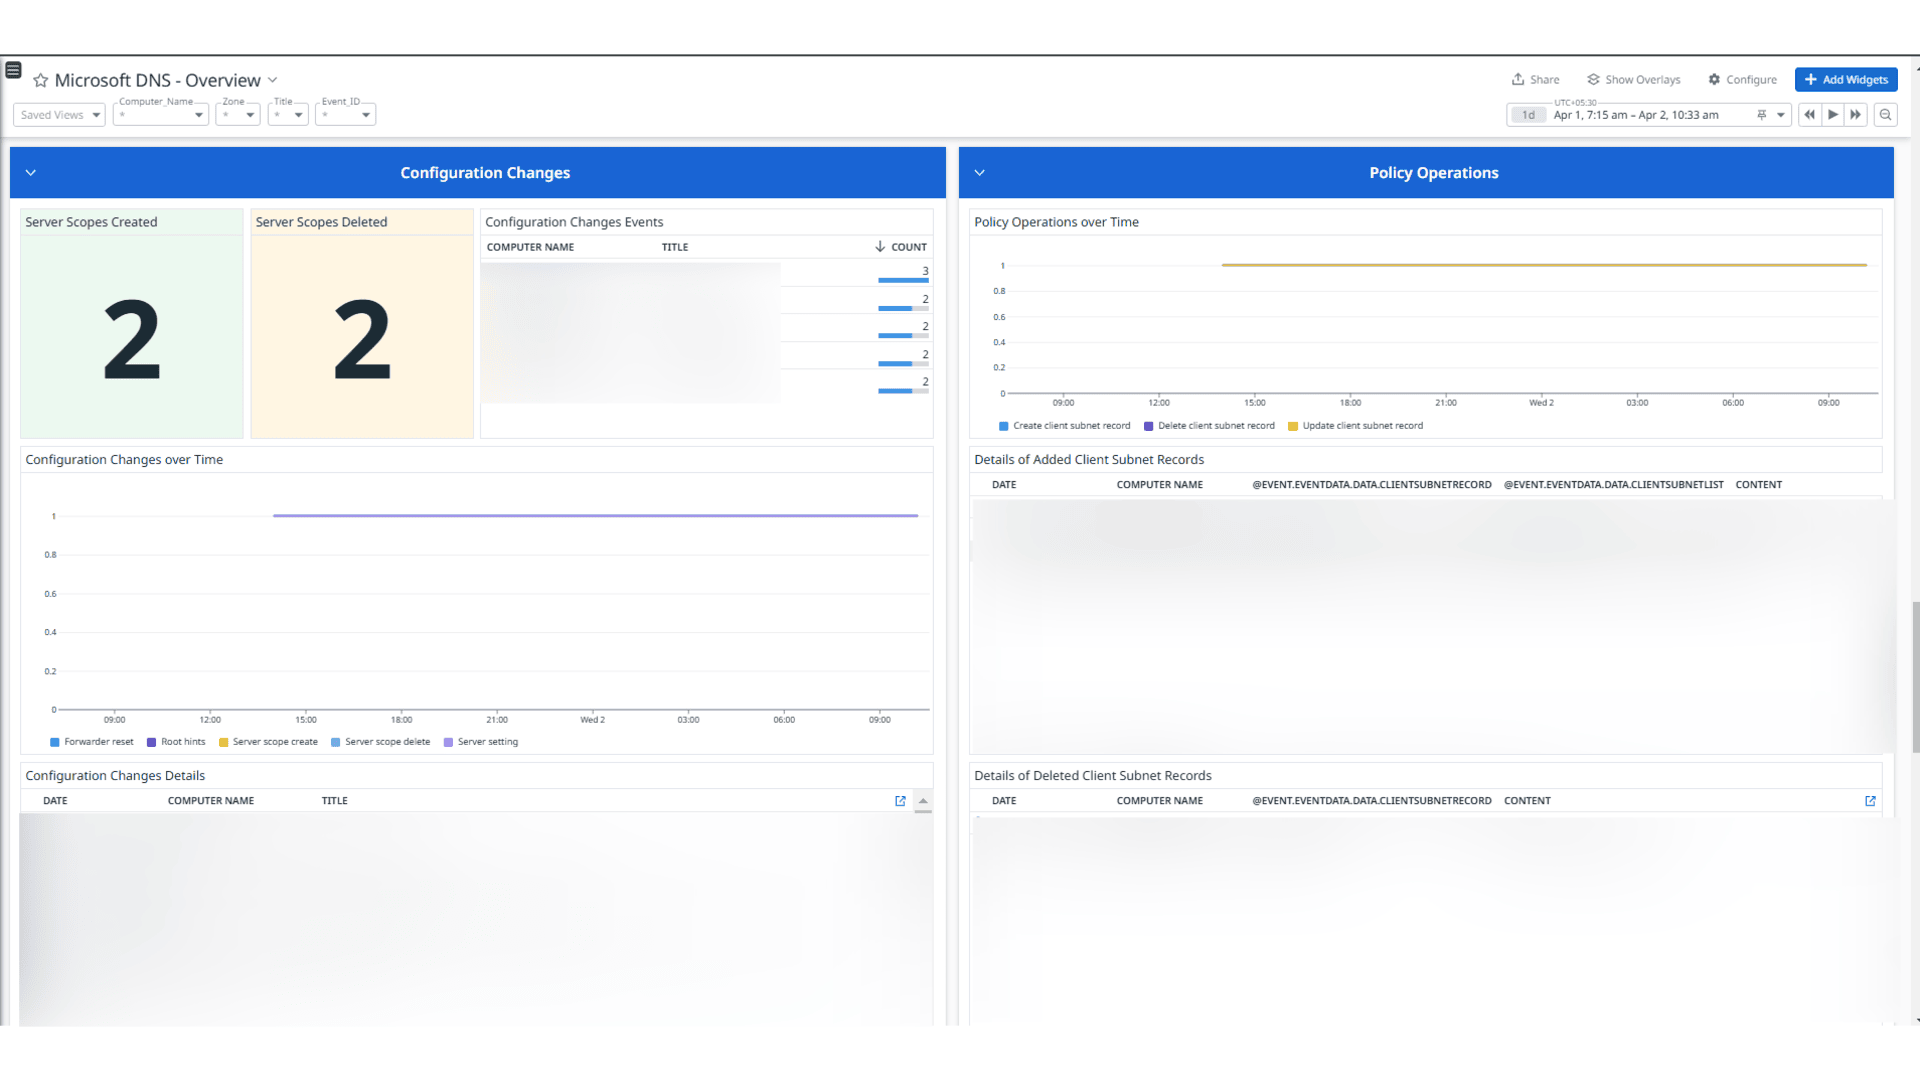 Microsoft DNS - Overview
Share
Show Overlays
Configure
Add Widgets
Saved Views
Computer_Name
*
Zone
*
Title
*
Event_ID
*
UTC+05:30
1d
Apr 1, 7:15 am – Apr 2, 10:33 am
Configuration Changes
Server Scopes Created
2
Server Scopes Deleted
2
Configuration Changes Events
COMPUTER NAME TITLE COUNT
3
2
2
2
2
Configuration Changes over Time
1
0.8
0.6
0.4
0.2
0
09:00 12:00 15:00 18:00 21:00 Wed 2 03:00 06:00 09:00
Forwarder reset Root hints Server scope create Server scope delete Server setting
Configuration Changes Details
DATE COMPUTER NAME TITLE
Policy Operations
Policy Operations over Time
1
0.8
0.6
0.4
0.2
0
09:00 12:00 15:00 18:00 21:00 Wed 2 03:00 06:00 09:00
Create client subnet record Delete client subnet record Update client subnet record
Details of Added Client Subnet Records
DATE COMPUTER NAME @EVENT.EVENTDATA.DATA.CLIENTSUBNETRECORD @EVENT.EVENTDATA.DATA.CLIENTSUBNETLIST CONTENT
Details of Deleted Client Subnet Records
DATE COMPUTER NAME @EVENT.EVENTDATA.DATA.CLIENTSUBNETRECORD CONTENT